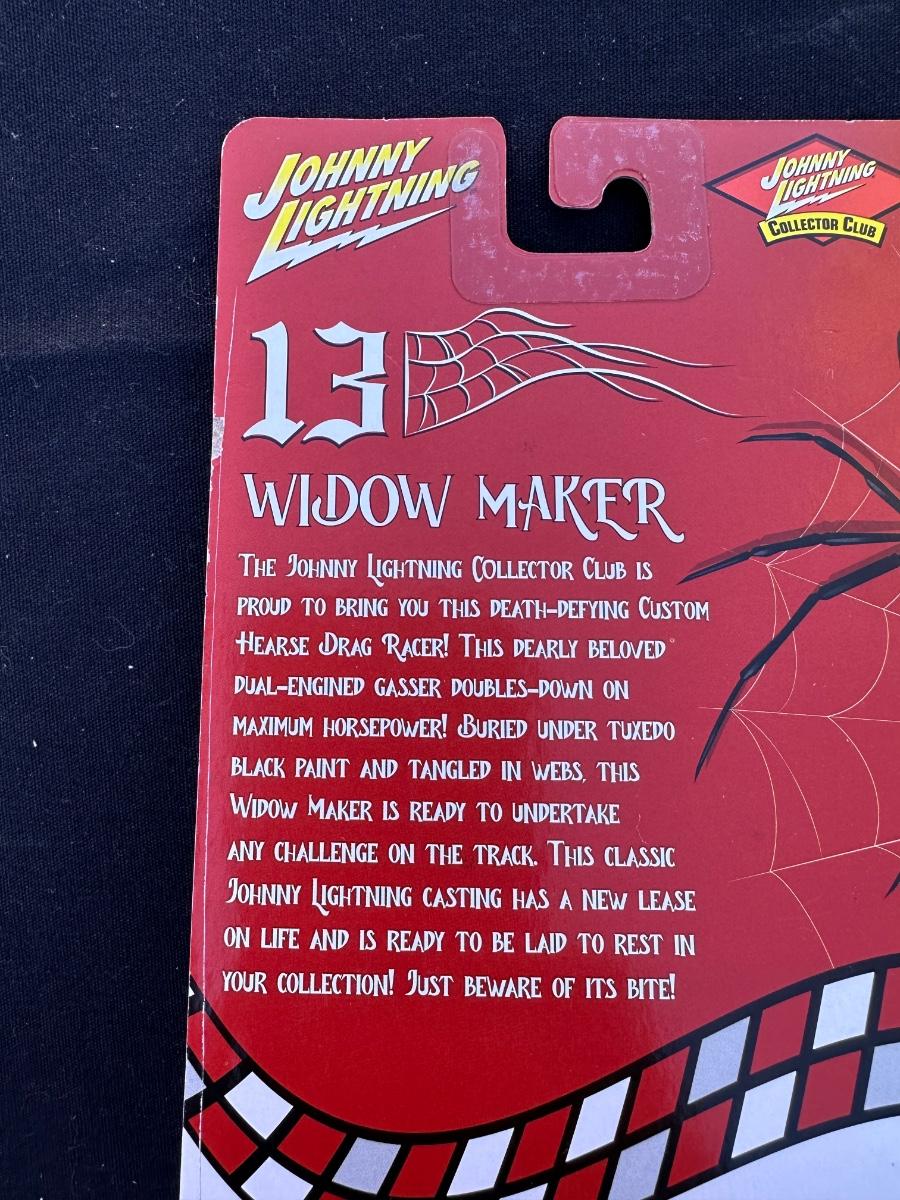 Johnny
Lightning
Johnny
Lightning
Collector Club
13
Widow Maker
The Johnny Lightning Collector Club is
proud to bring you this death-defying Custom
Hearse Drag Racer! This dearly beloved
dual-engined gasser doubles-down on
maximum horsepower! Buried under tuxedo
black paint and tangled in webs, this
Widow Maker is ready to undertake
any challenge on the track. This classic
Johnny Lightning casting has a new lease
on life and is ready to be laid to rest in
your collection! Just beware of its bite!